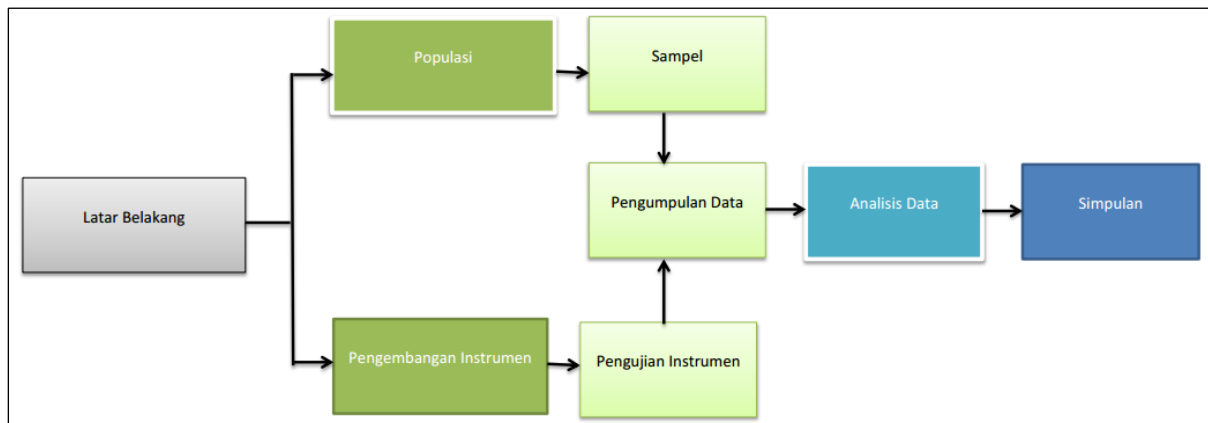 Populasi
Sampel
Latar Belakang
Pengumpulan Data
Analisis Data
Simpulan
Pengembangan Instrumen
Pengujian Instrumen